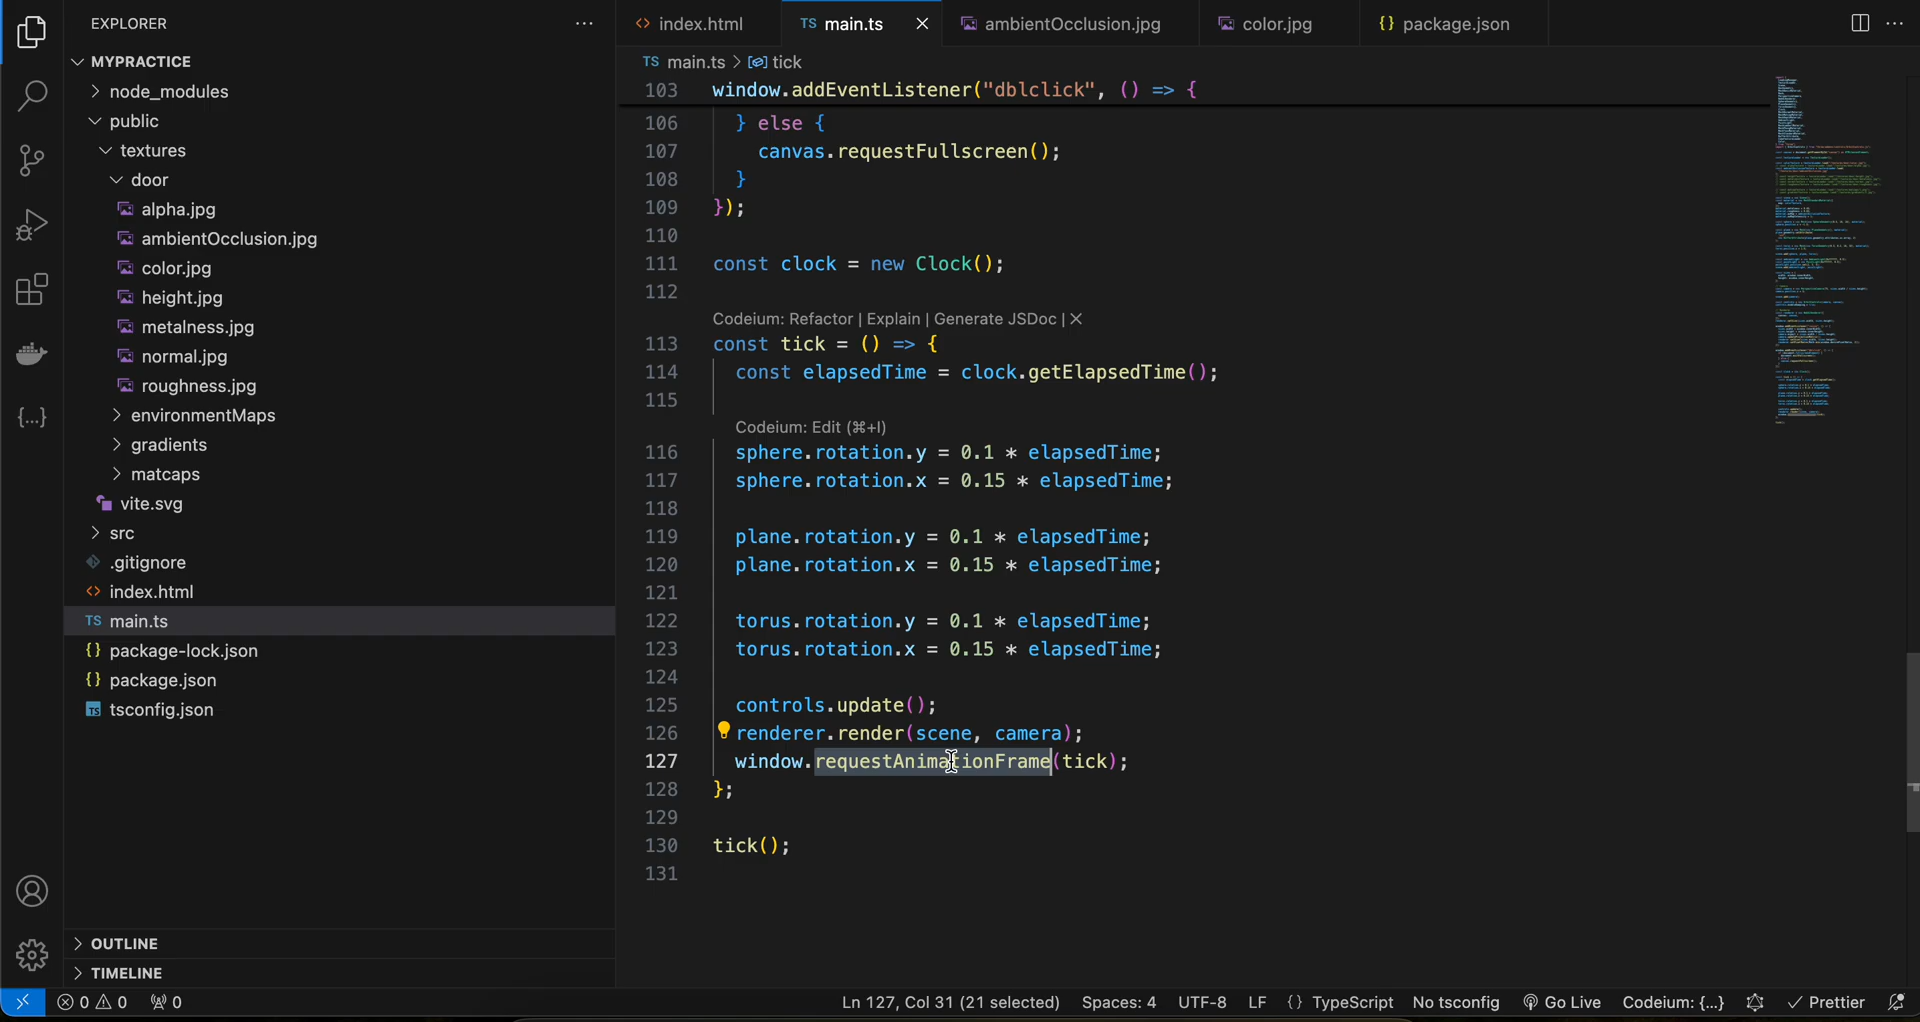 EXPLORER
MYPRACTICE
node_modules
public
textures
door
alpha.jpg
ambientOcclusion.jpg
color.jpg
height.jpg
metalness.jpg
normal.jpg
roughness.jpg
environmentMaps
gradients
matcaps
vite.svg
src
.gitignore
index.html
TS main.ts
package-lock.json
package.json
TS tsconfig.json
OUTLINE
TIMELINE
index.html TS main.ts ambientOcclusion.jpg color.jpg {} package.json
TS main.ts > tick
103 window.addEventListener("dblclick", () => {
106 } else {
107 canvas.requestFullscreen();
108 }
109 });
110
111 const clock = new Clock();
112
Codeium: Refactor | Explain | Generate JSDoc | ✕
113 const tick = () => {
114 const elapsedTime = clock.getElapsedTime();
115
Codeium: Edit (⌘+I)
116 sphere.rotation.y = 0.1 * elapsedTime;
117 sphere.rotation.x = 0.15 * elapsedTime;
118
119 plane.rotation.y = 0.1 * elapsedTime;
120 plane.rotation.x = 0.15 * elapsedTime;
121
122 torus.rotation.y = 0.1 * elapsedTime;
123 torus.rotation.x = 0.15 * elapsedTime;
124
125 controls.update();
126 renderer.render(scene, camera);
127 window.requestAnimationFrame(tick);
128 };
129
130 tick();
131
0 0 0 Ln 127, Col 31 (21 selected) Spaces: 4 UTF-8 LF {} TypeScript No tsconfig Go Live Codeium: {...} Prettier